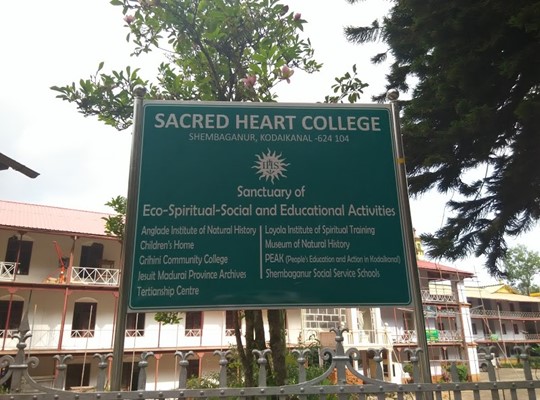 SACRED HEART COLLEGE
SHEMBAGANUR, KODAIKANAL -624 104
IHS
Sanctuary of
Eco-Spiritual-Social and Educational Activities
Anglade Institute of Natural History
Children's Home
Grihini Community College
Jesuit Madurai Province Archives
Tertianship Centre
Loyola Institute of Spiritual Training
Museum of Natural History
PEAK (People's Education and Action in Kodaikanal)
Shembaganur Social Service Schools